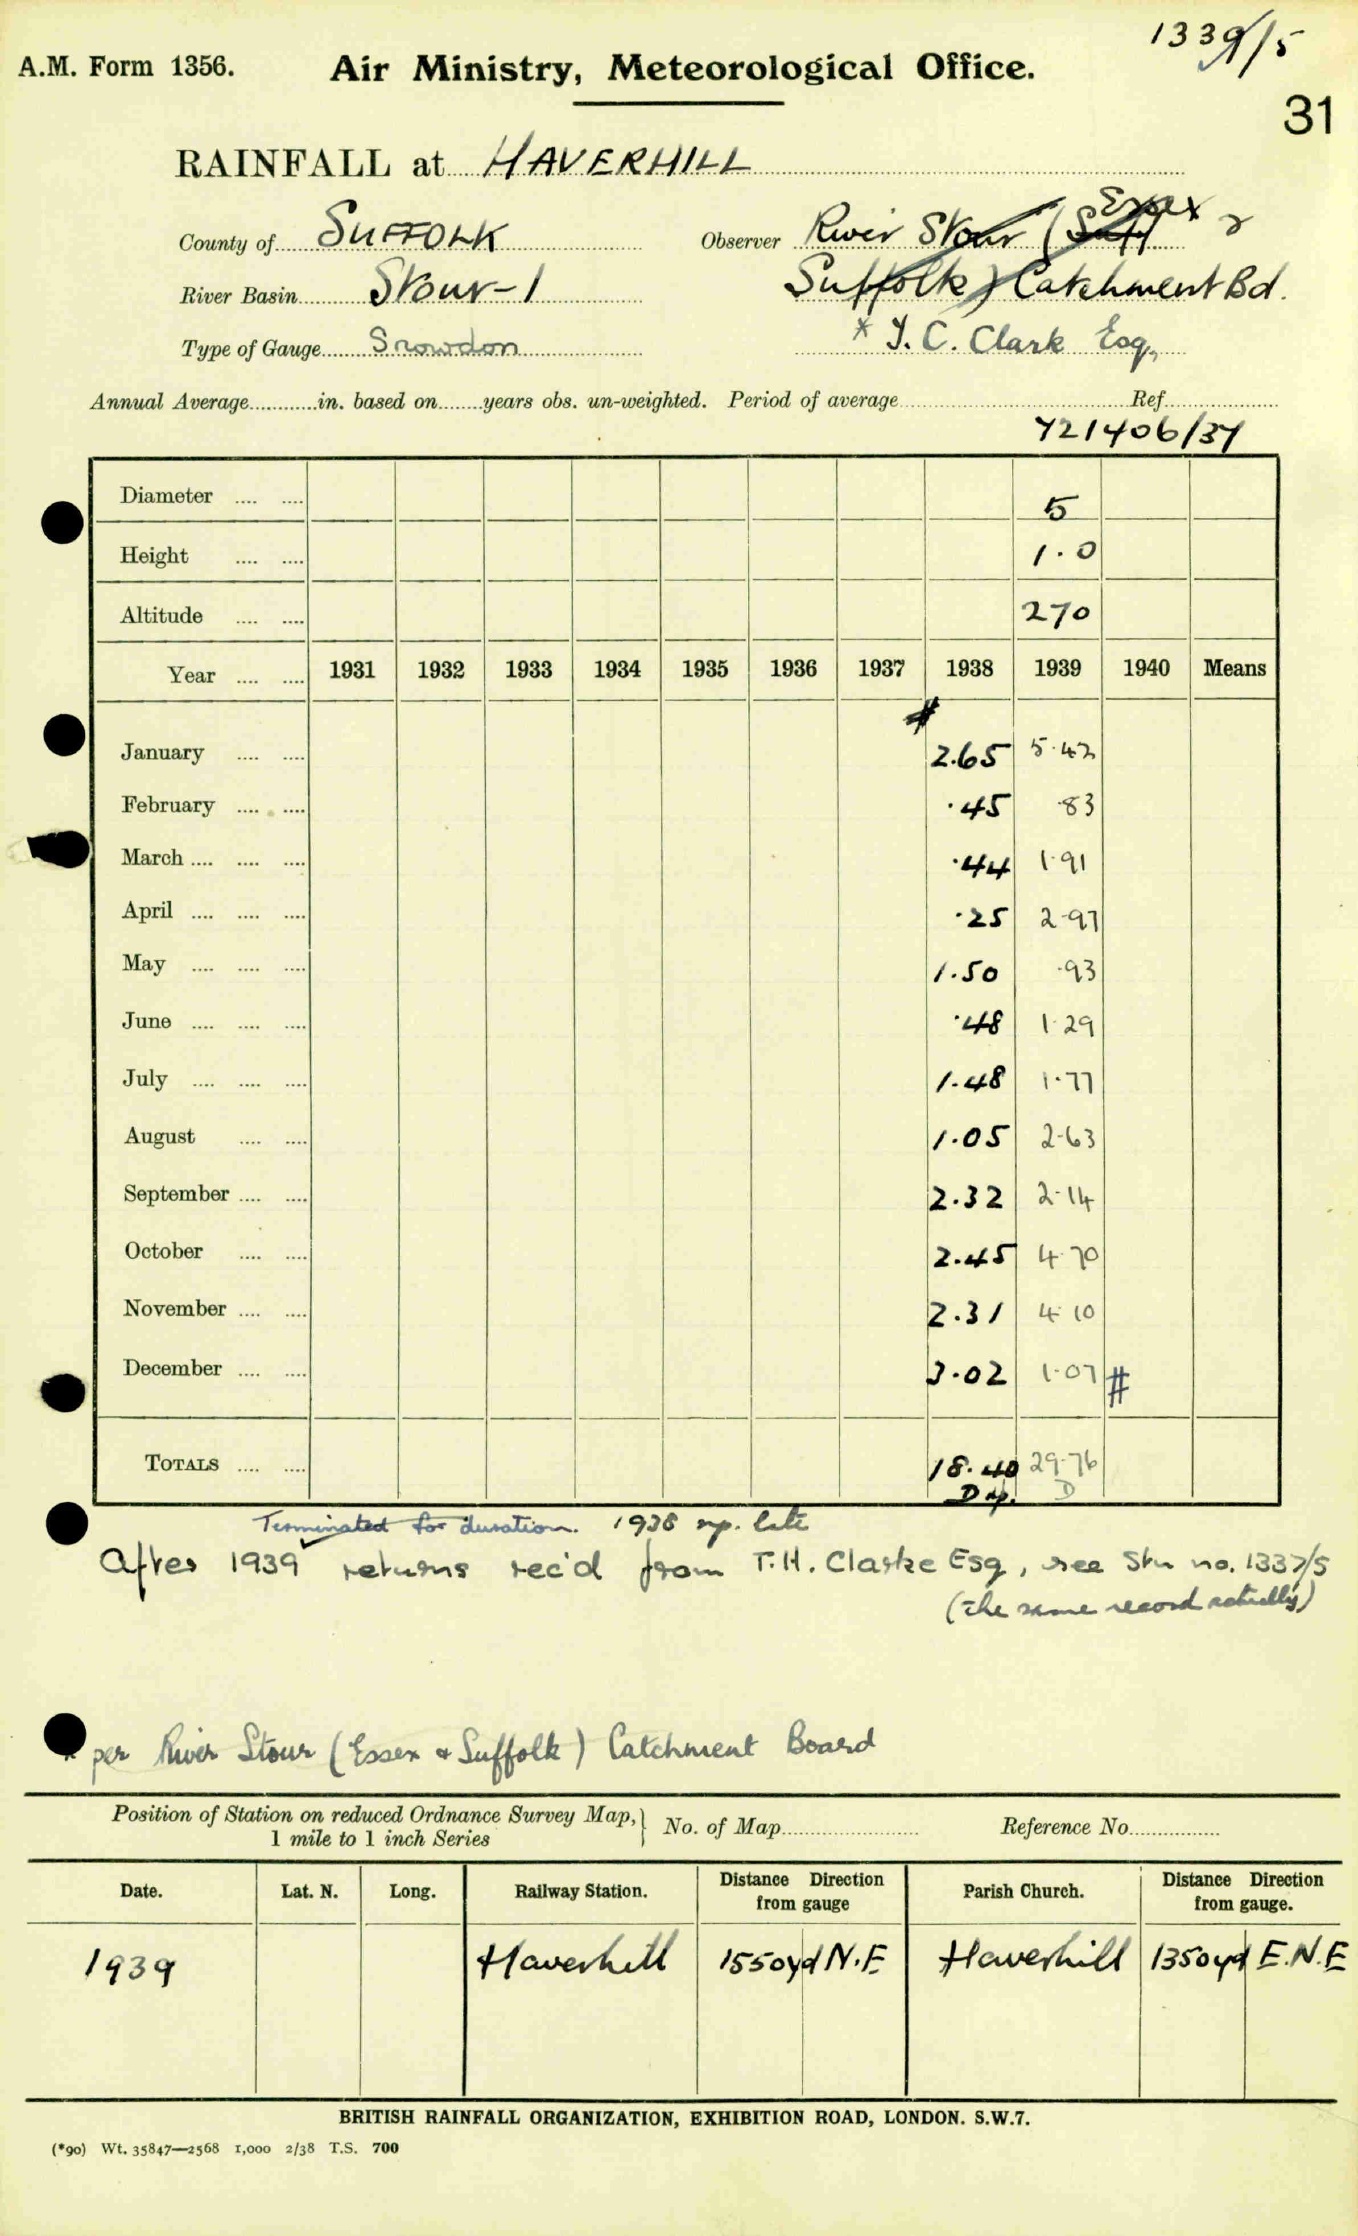 1339/5
A.M. Form 1356. Air Ministry, Meteorological Office.
31
RAINFALL at HAVERHILL
County of SUFFOLK Observer River Stour (Essex &
River Basin Stour-1 Suffolk) Catchment Bd.
Type of Gauge Snowdon * T. C. Clark Esq.
Annual Average in. based on years obs. un-weighted. Period of average Ref
721406/37
Diameter 5
Height 1.0
Altitude 270
Year 1931 1932 1933 1934 1935 1936 1937 1938 1939 1940 Means
#
January 2.65 5.42
February .45 .83
March .44 1.91
April .25 2.97
May 1.50 .93
June .48 1.29
July 1.48 1.77
August 1.05 2.63
September 2.32 2.14
October 2.45 4.70
November 2.31 4.10
December 3.02 1.07 #
TOTALS 18.40 29.76
D np. D
Terminated for duration. 1938 np. late
After 1939 returns rec'd from T.H. Clarke Esq, see Stn no. 1337/5
(the same record actually)
* per River Stour (Essex & Suffolk) Catchment Board
Position of Station on reduced Ordnance Survey Map, 1 mile to 1 inch Series } No. of Map Reference No.
Date. Lat. N. Long. Railway Station. Distance Direction from gauge Parish Church. Distance Direction from gauge.
1939 Haverhill 1550yd N.E Haverhill 1350yd E.N.E
BRITISH RAINFALL ORGANIZATION, EXHIBITION ROAD, LONDON. S.W.7.
(*90) Wt. 35847—2568 1,000 2/38 T.S. 700